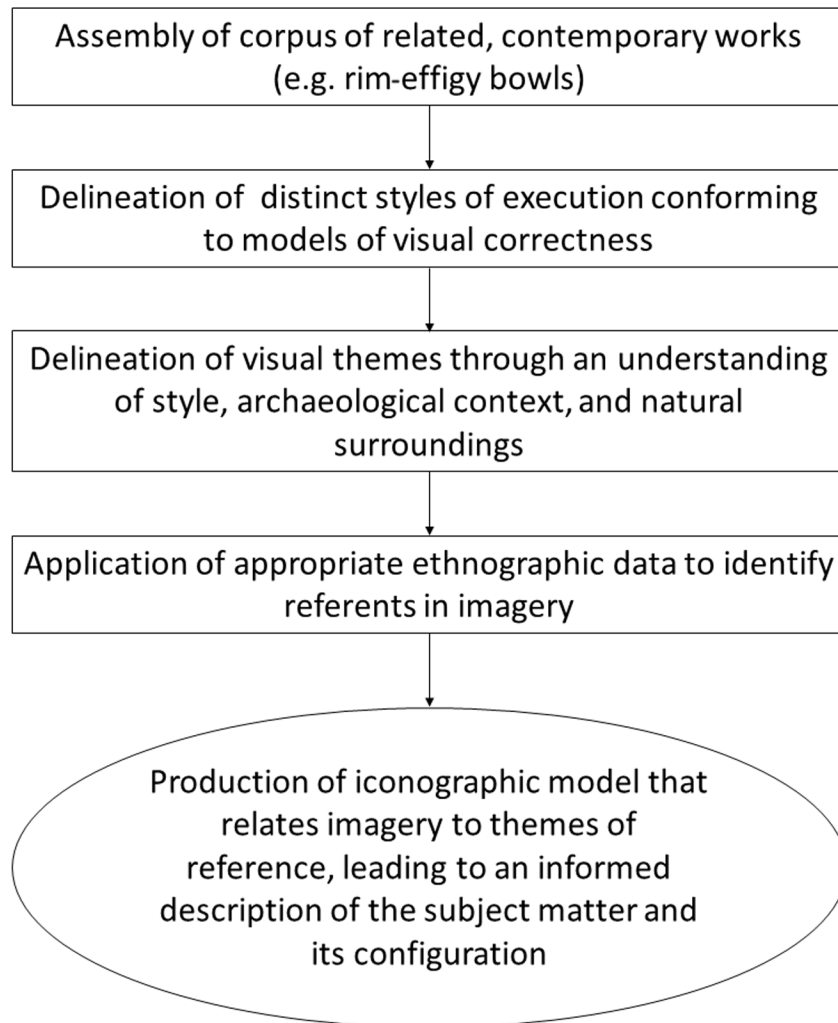 Assembly of corpus of related, contemporary works
(e.g. rim-effigy bowls)
Delineation of distinct styles of execution conforming
to models of visual correctness
Delineation of visual themes through an understanding
of style, archaeological context, and natural
surroundings
Application of appropriate ethnographic data to identify
referents in imagery
Production of iconographic model that
relates imagery to themes of
reference, leading to an informed
description of the subject matter and
its configuration